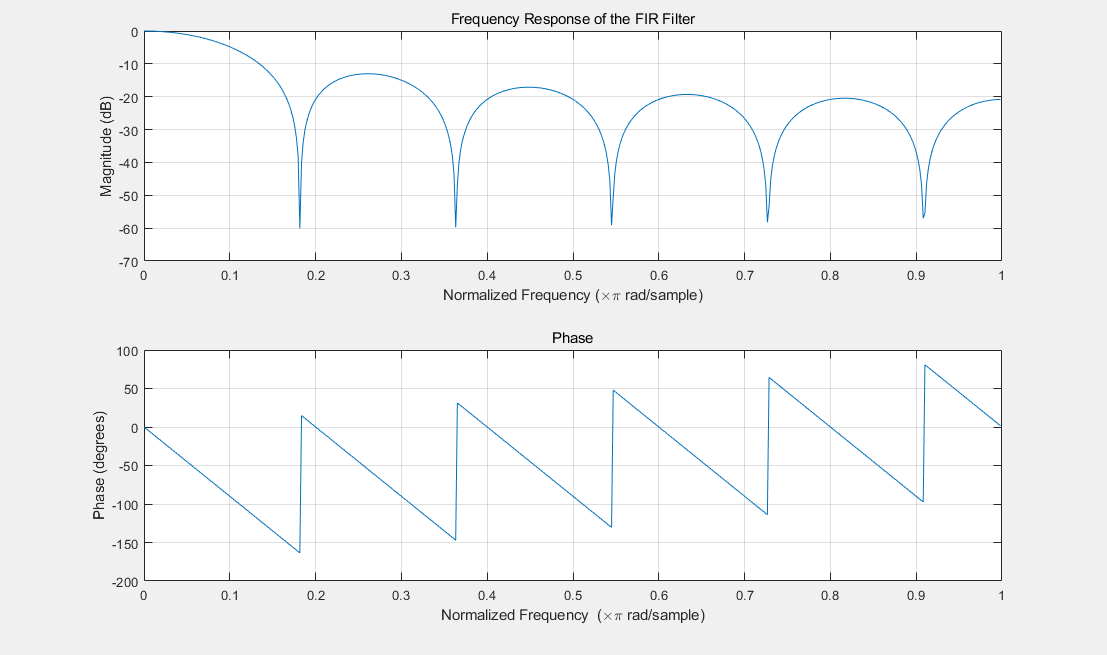 Frequency Response of the FIR Filter
Magnitude (dB)
0
-10
-20
-30
-40
-50
-60
-70
0 0.1 0.2 0.3 0.4 0.5 0.6 0.7 0.8 0.9 1
Normalized Frequency (×π rad/sample)
Phase
Phase (degrees)
100
50
0
-50
-100
-150
-200
0 0.1 0.2 0.3 0.4 0.5 0.6 0.7 0.8 0.9 1
Normalized Frequency (×π rad/sample)